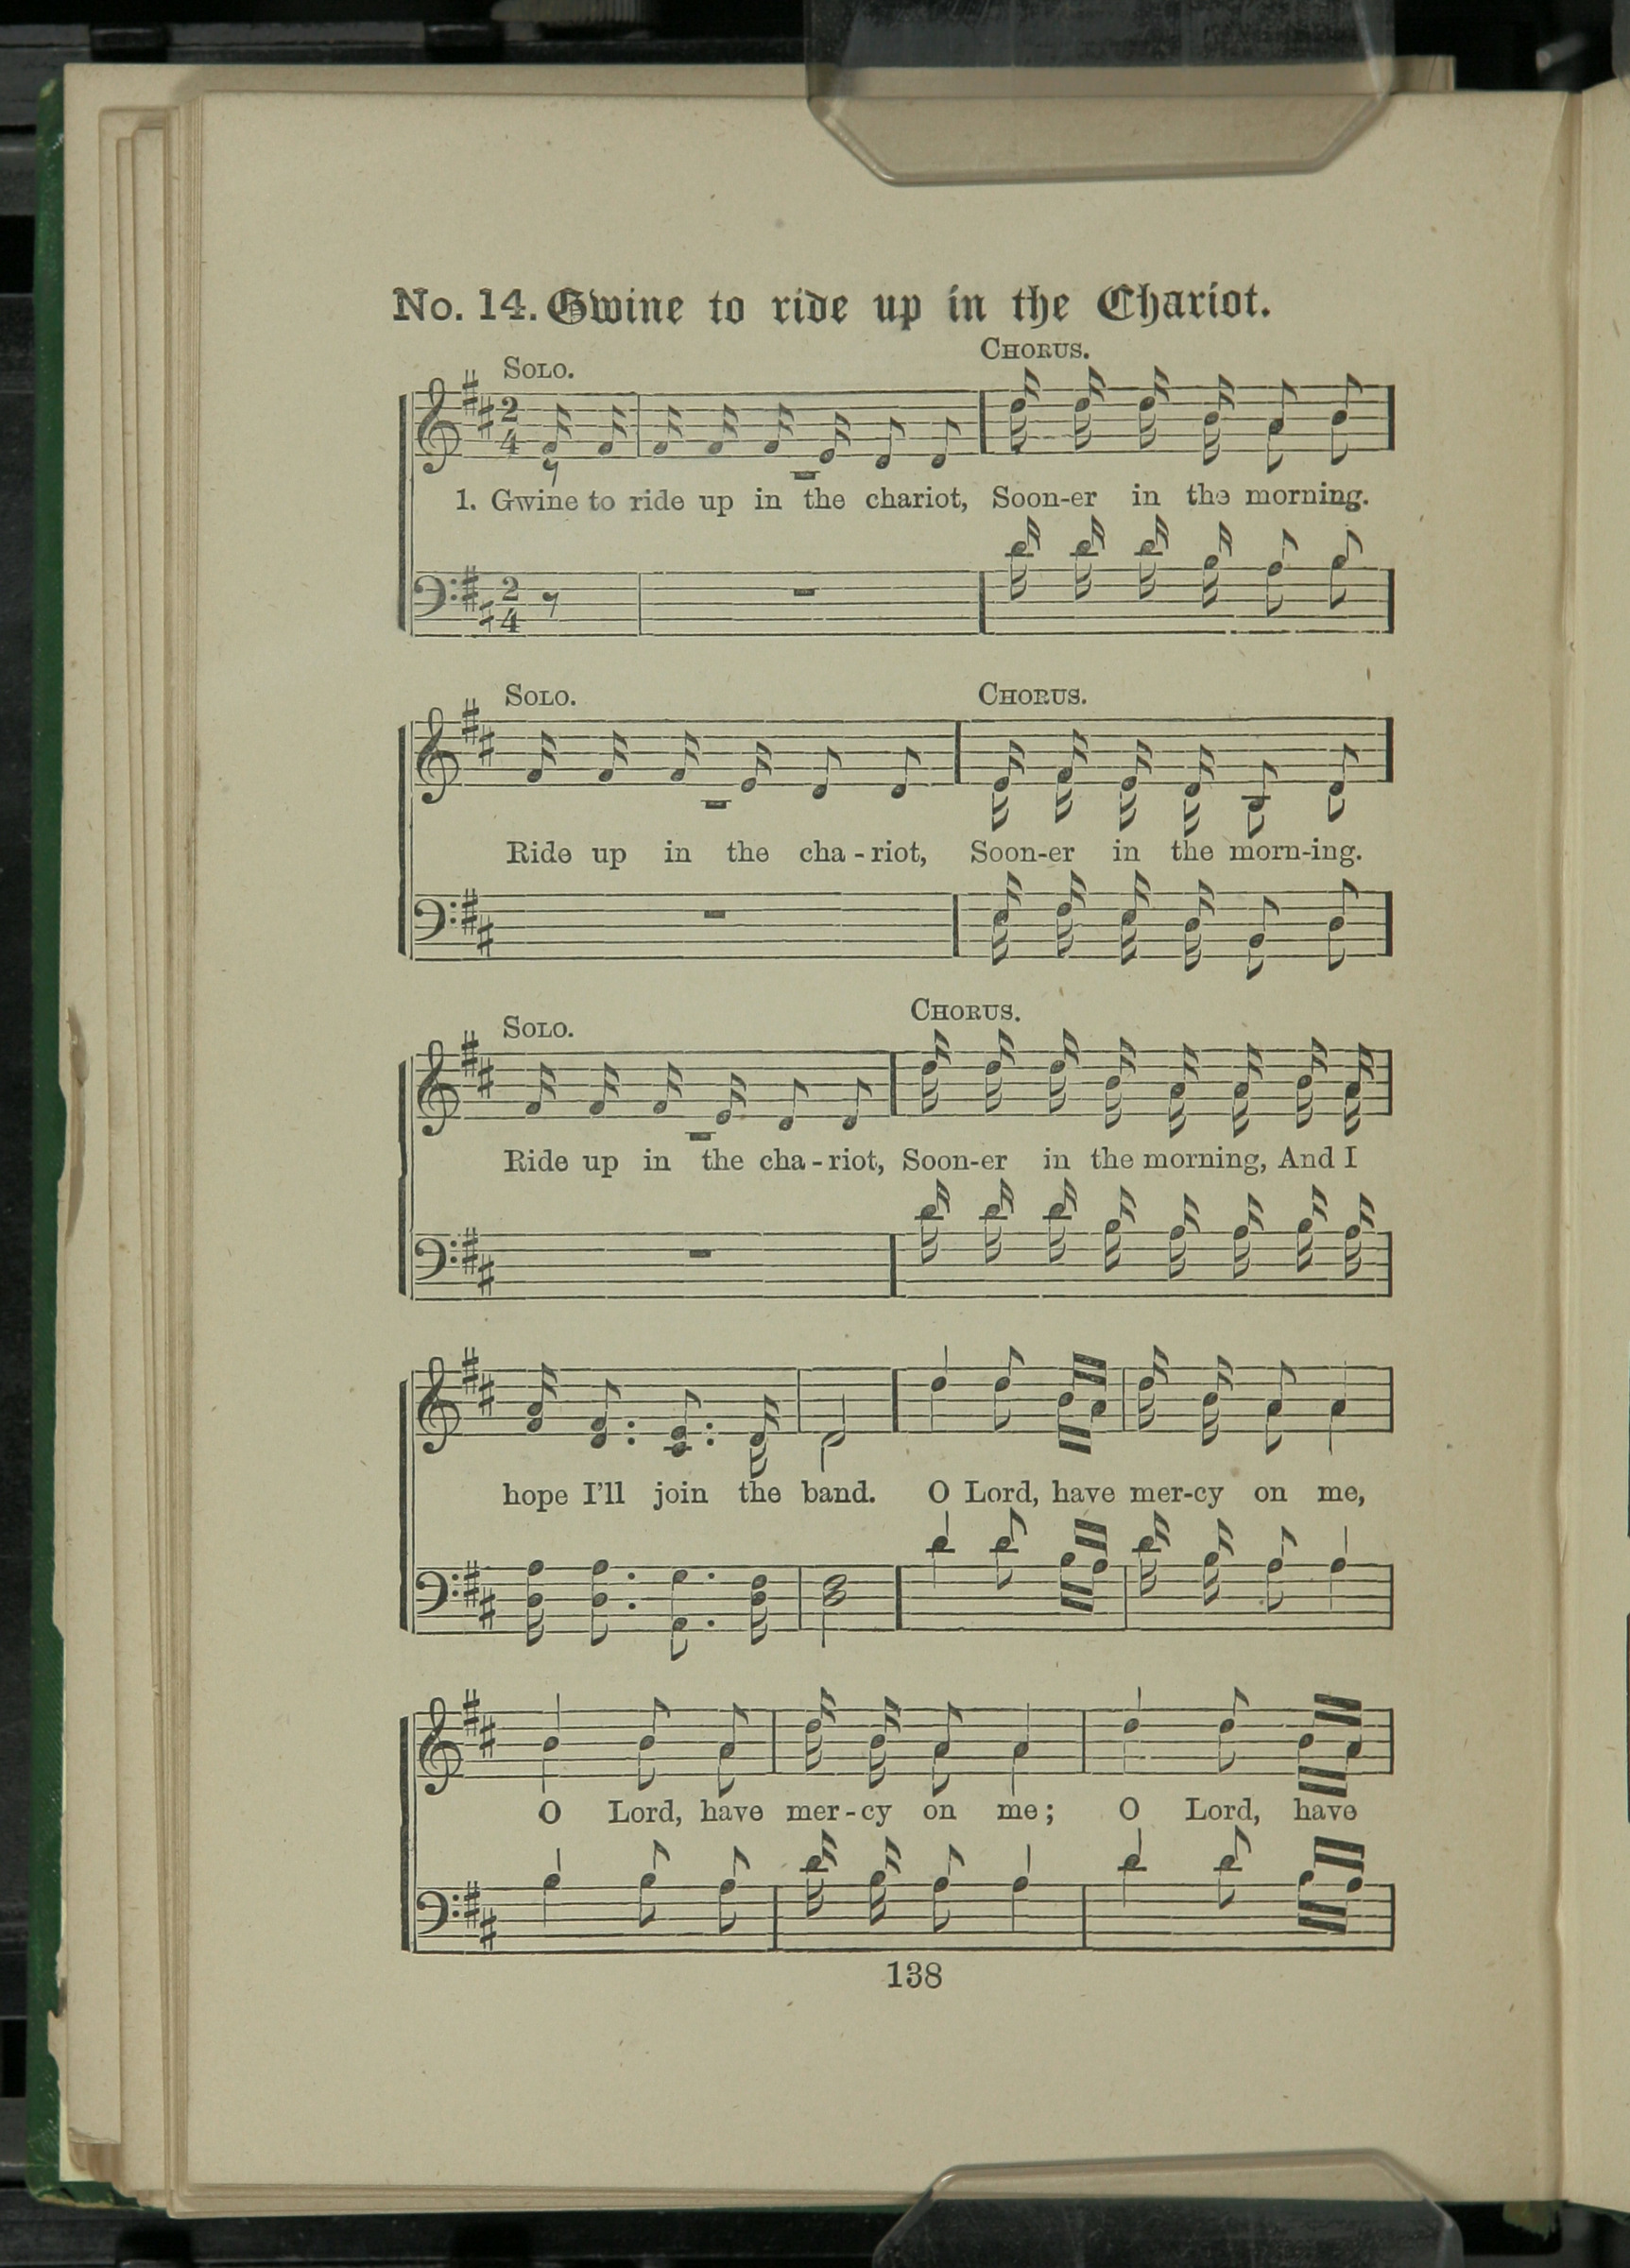 No. 14. Gwine to ride up in the Chariot.
SOLO.
CHORUS.
2
4
1. Gwine to ride up in the chariot, Soon-er in the morning.
2
4
SOLO.
CHORUS.
Ride up in the cha-riot, Soon-er in the morn-ing.
SOLO.
CHORUS.
Ride up in the cha-riot, Soon-er in the morning, And I
hope I'll join the band. O Lord, have mer-cy on me,
O Lord, have mer-cy on me; O Lord, have
138